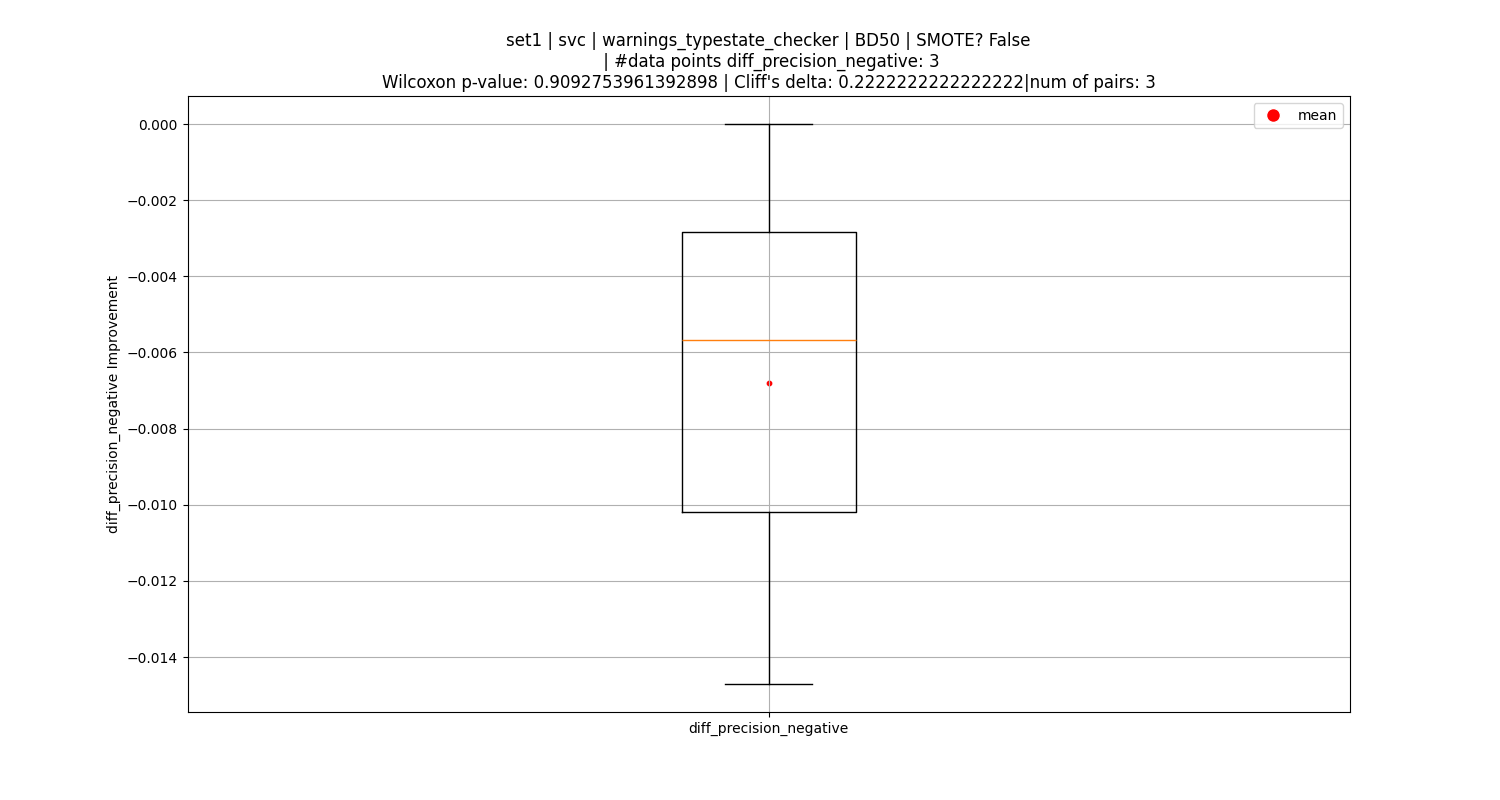 set1 | svc | warnings_typestate_checker | BD50 | SMOTE? False
| #data points diff_precision_negative: 3
Wilcoxon p-value: 0.9092753961392898 | Cliff's delta: 0.2222222222222222|num of pairs: 3
mean
0.000
−0.002
−0.004
−0.006
−0.008
−0.010
−0.012
−0.014
diff_precision_negative Improvement
diff_precision_negative